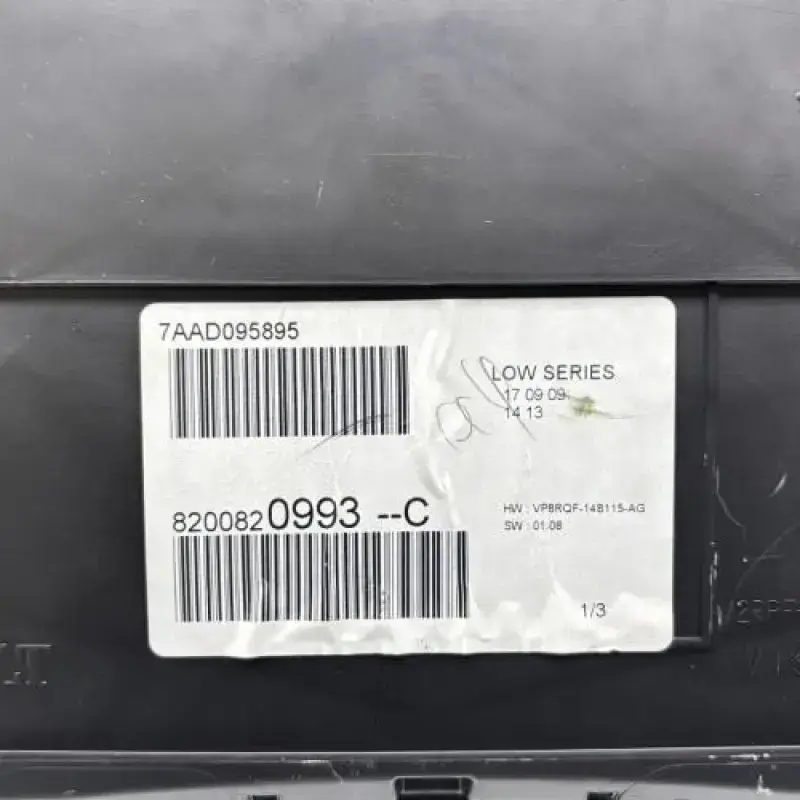 7AAD095895
LOW SERIES
17 09 09
14 13
8200820993 --C
HW : VP8RQF-14B115-AG
SW : 01.08
1/3